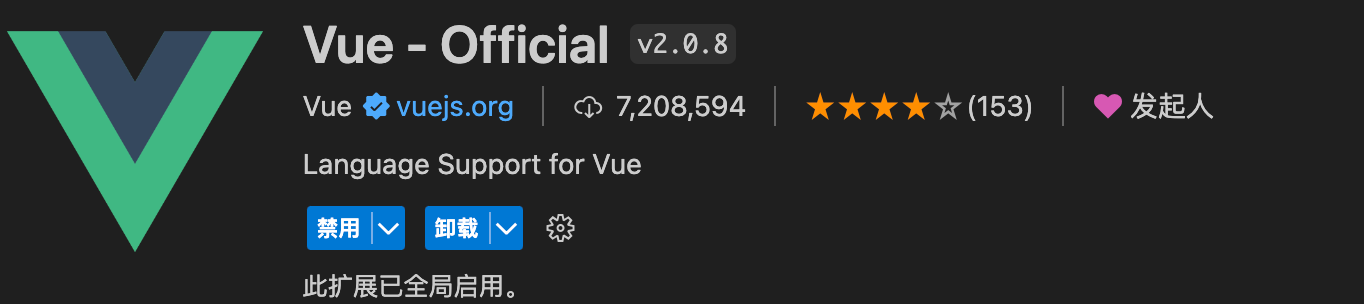 Vue - Official v2.0.8
Vue vuejs.org 7,208,594 (153) 发起人
Language Support for Vue
禁用 卸载
此扩展已全局启用。